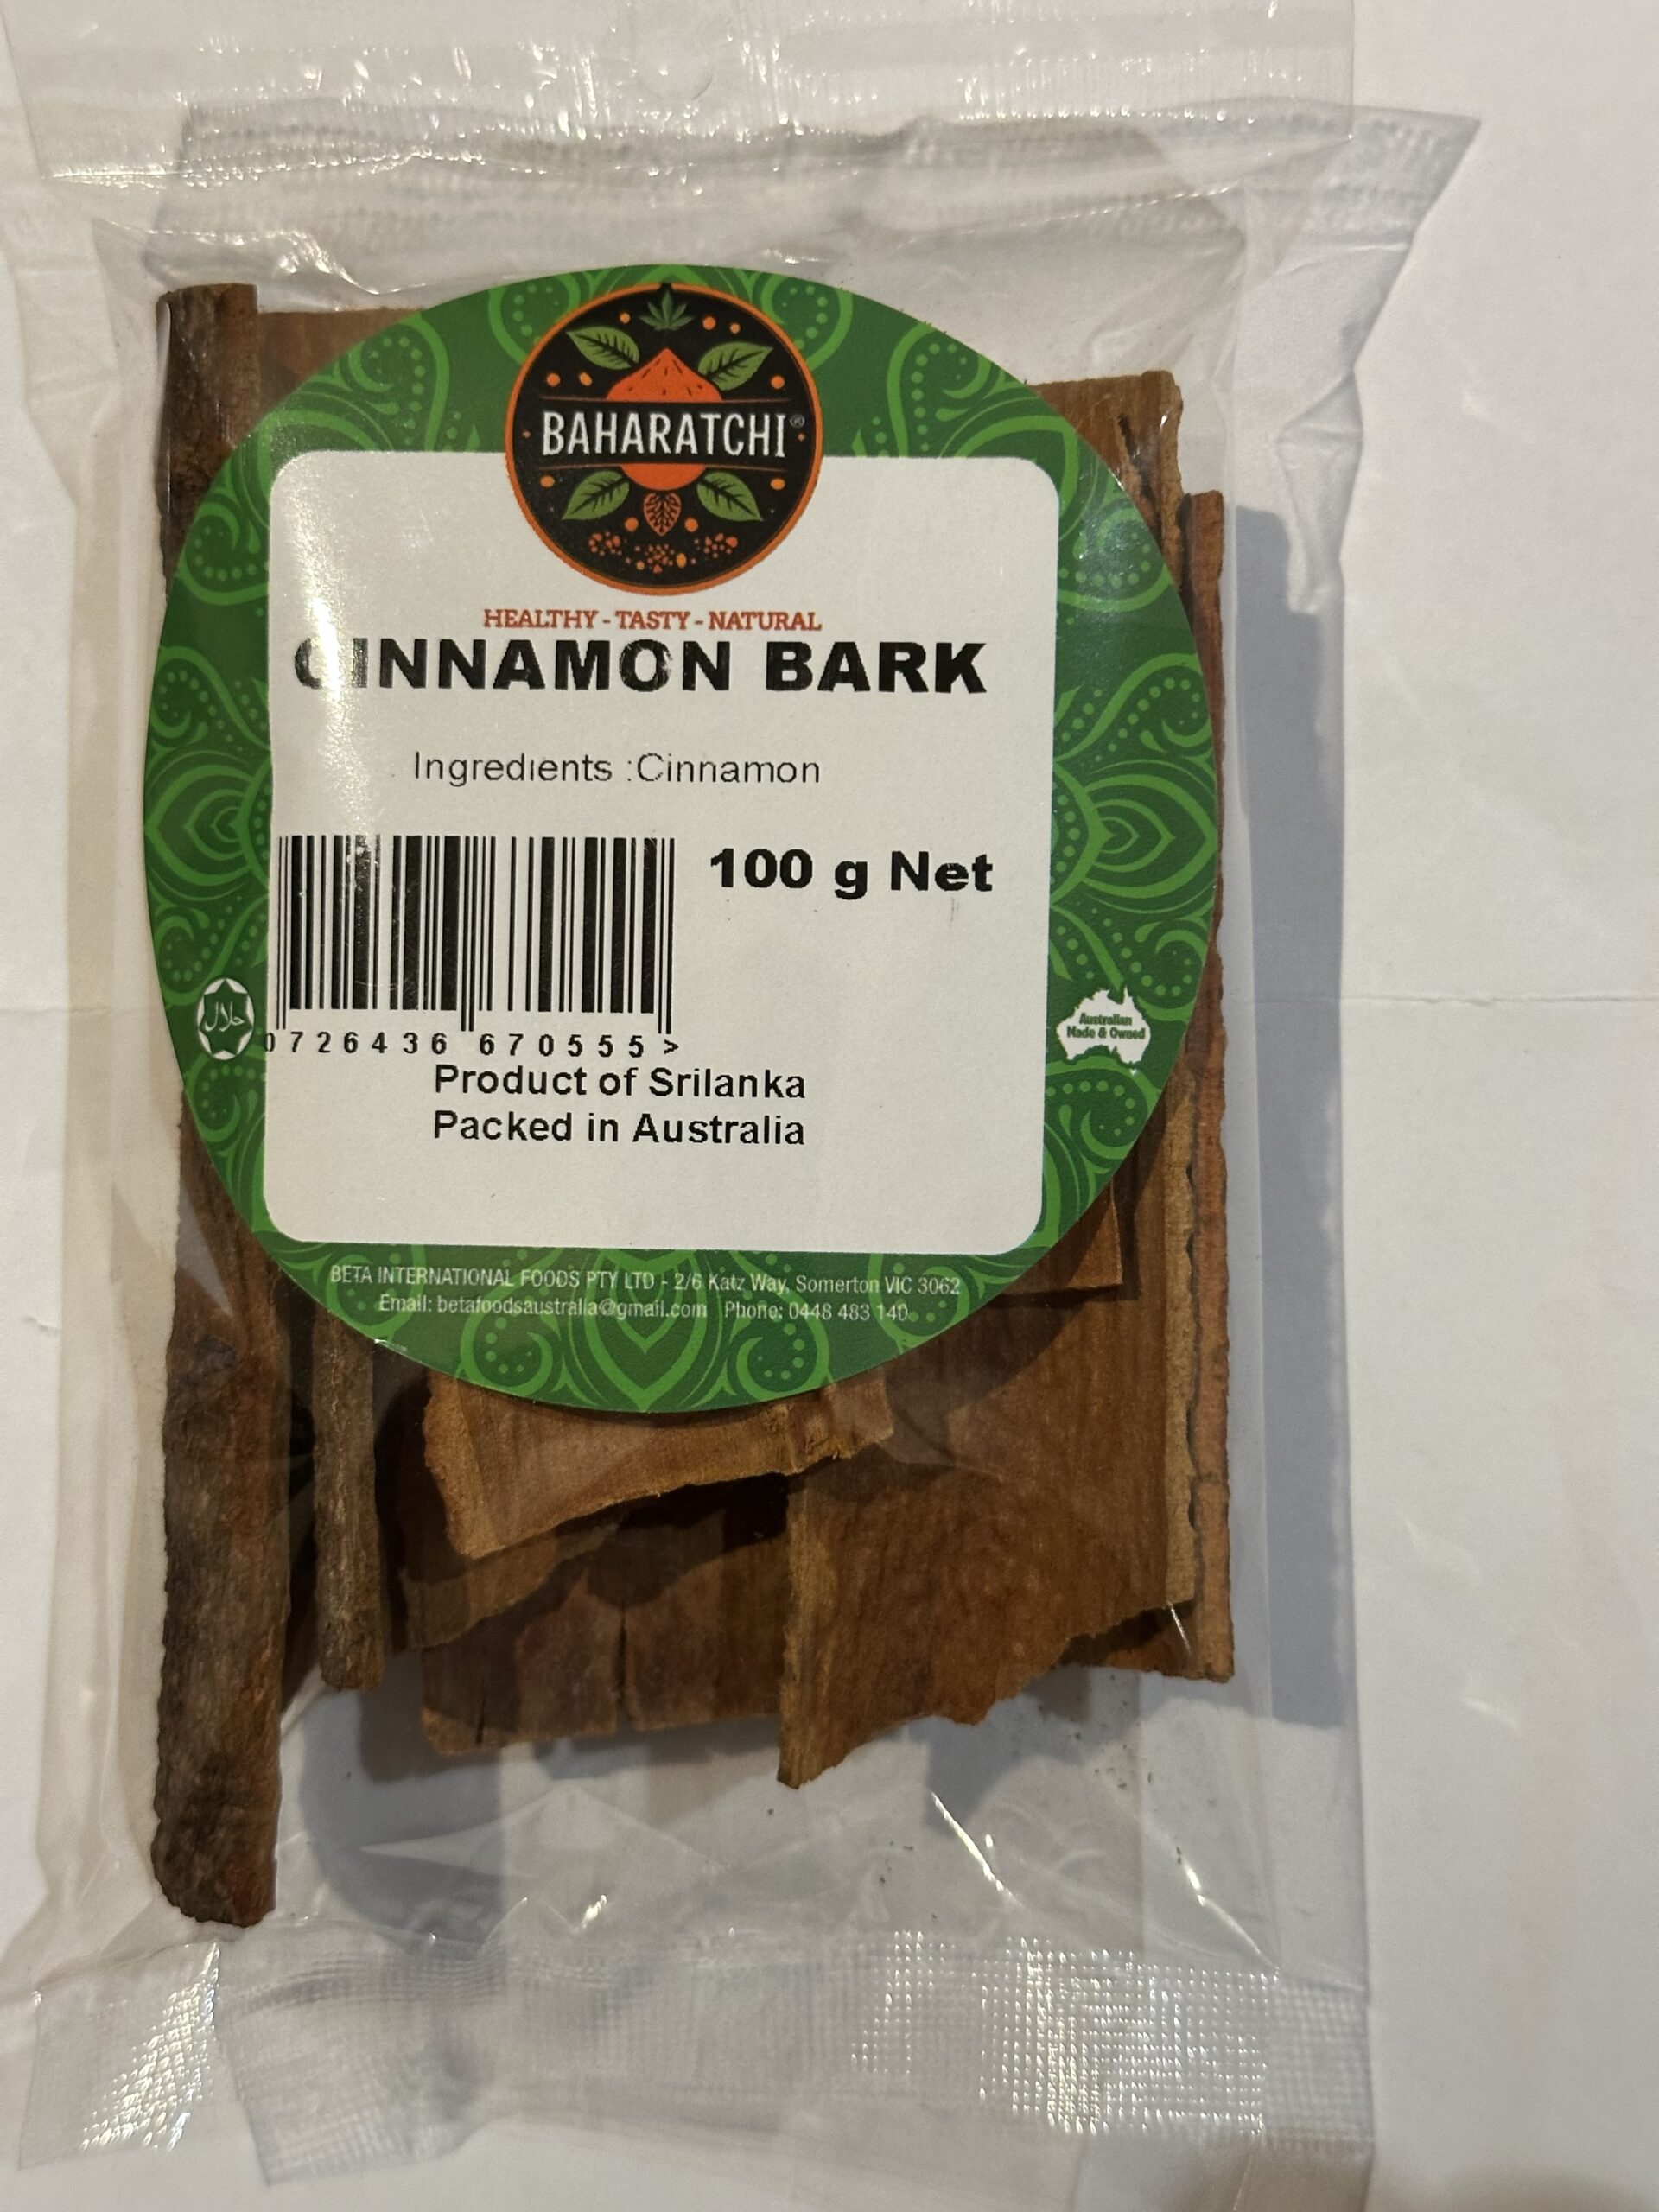 BAHARATCHI®
HEALTHY - TASTY - NATURAL
CINNAMON BARK
Ingredients :Cinnamon
100 g Net
0 726436 670555 >
حلال
Australian
Made & Owned
Product of Srilanka
Packed in Australia
BETA INTERNATIONAL FOODS PTY LTD - 2/6 Katz Way, Somerton VIC 3062
Email: betafoodsaustralia@gmail.com Phone: 0448 483 140